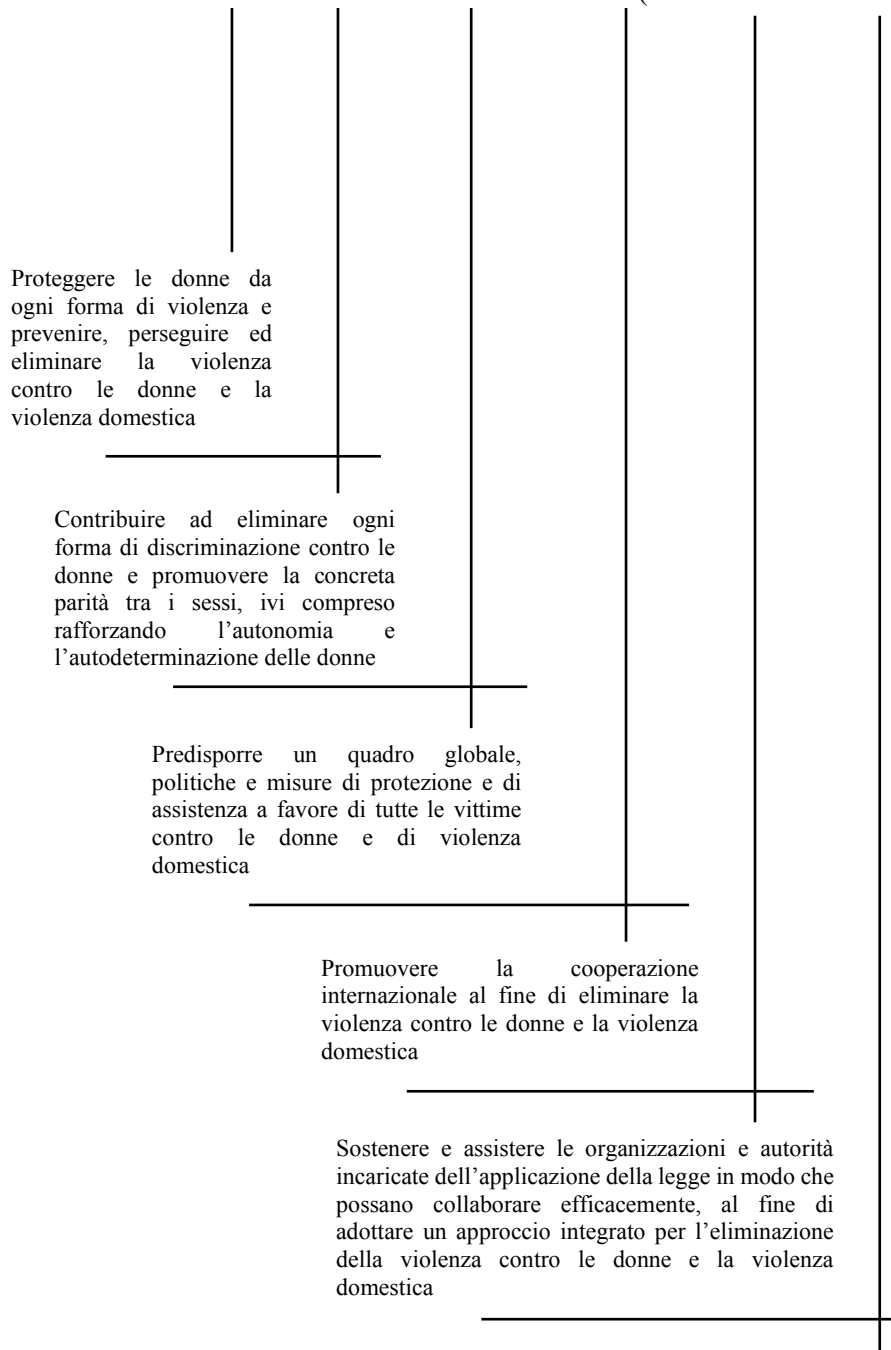 (
Proteggere le donne da
ogni forma di violenza e
prevenire, perseguire ed
eliminare la violenza
contro le donne e la
violenza domestica
Contribuire ad eliminare ogni
forma di discriminazione contro le
donne e promuovere la concreta
parità tra i sessi, ivi compreso
rafforzando l’autonomia e
l’autodeterminazione delle donne
Predisporre un quadro globale,
politiche e misure di protezione e di
assistenza a favore di tutte le vittime
contro le donne e di violenza
domestica
Promuovere la cooperazione
internazionale al fine di eliminare la
violenza contro le donne e la violenza
domestica
Sostenere e assistere le organizzazioni e autorità
incaricate dell’applicazione della legge in modo che
possano collaborare efficacemente, al fine di
adottare un approccio integrato per l’eliminazione
della violenza contro le donne e la violenza
domestica